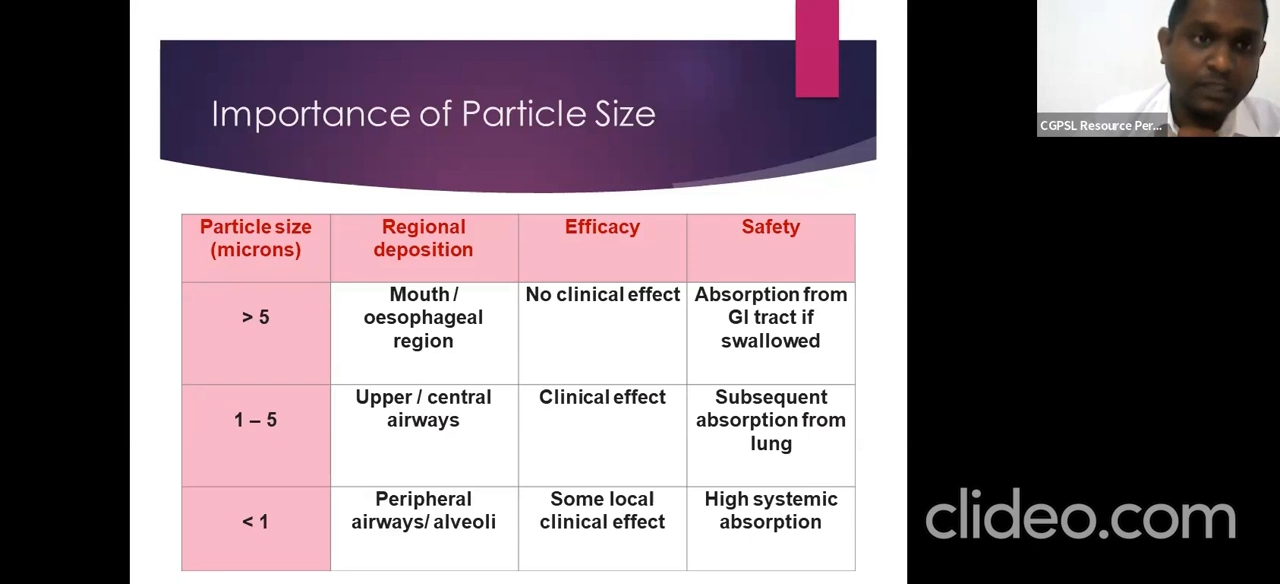 Importance of Particle Size
CGPSL Resource Per...
Particle size
(microns)
Regional
deposition
Efficacy
Safety
> 5
Mouth /
oesophageal
region
No clinical effect
Absorption from
GI tract if
swallowed
1 – 5
Upper / central
airways
Clinical effect
Subsequent
absorption from
lung
< 1
Peripheral
airways/ alveoli
Some local
clinical effect
High systemic
absorption
clideo.com